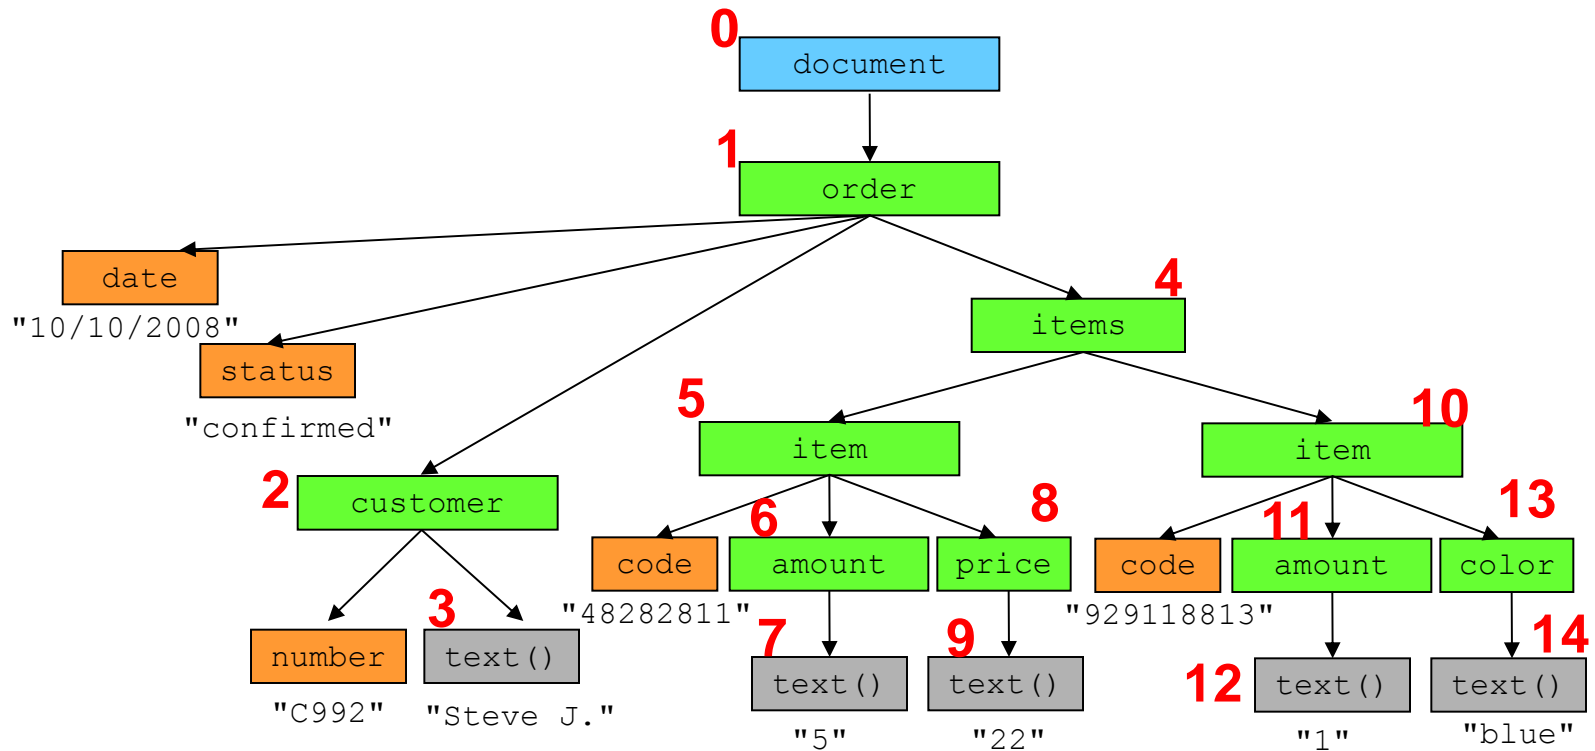 0
document
1
order
date
"10/10/2008"
status
"confirmed"
2
customer
number
"C992"
3
text()
"Steve J."
4
items
5
item
code
"48282811"
6
amount
7
text()
"5"
8
price
9
text()
"22"
10
item
code
"929118813"
11
amount
12
text()
"1"
13
color
14
text()
"blue"